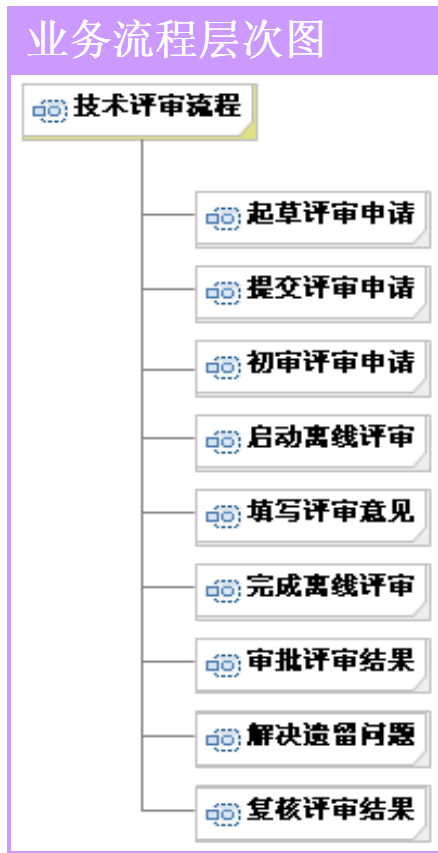 业务流程层次图
技术评审流程
起草评审申请
提交评审申请
初审评审申请
启动离线评审
填写评审意见
完成离线评审
审批评审结果
解决遗留问题
复核评审结果